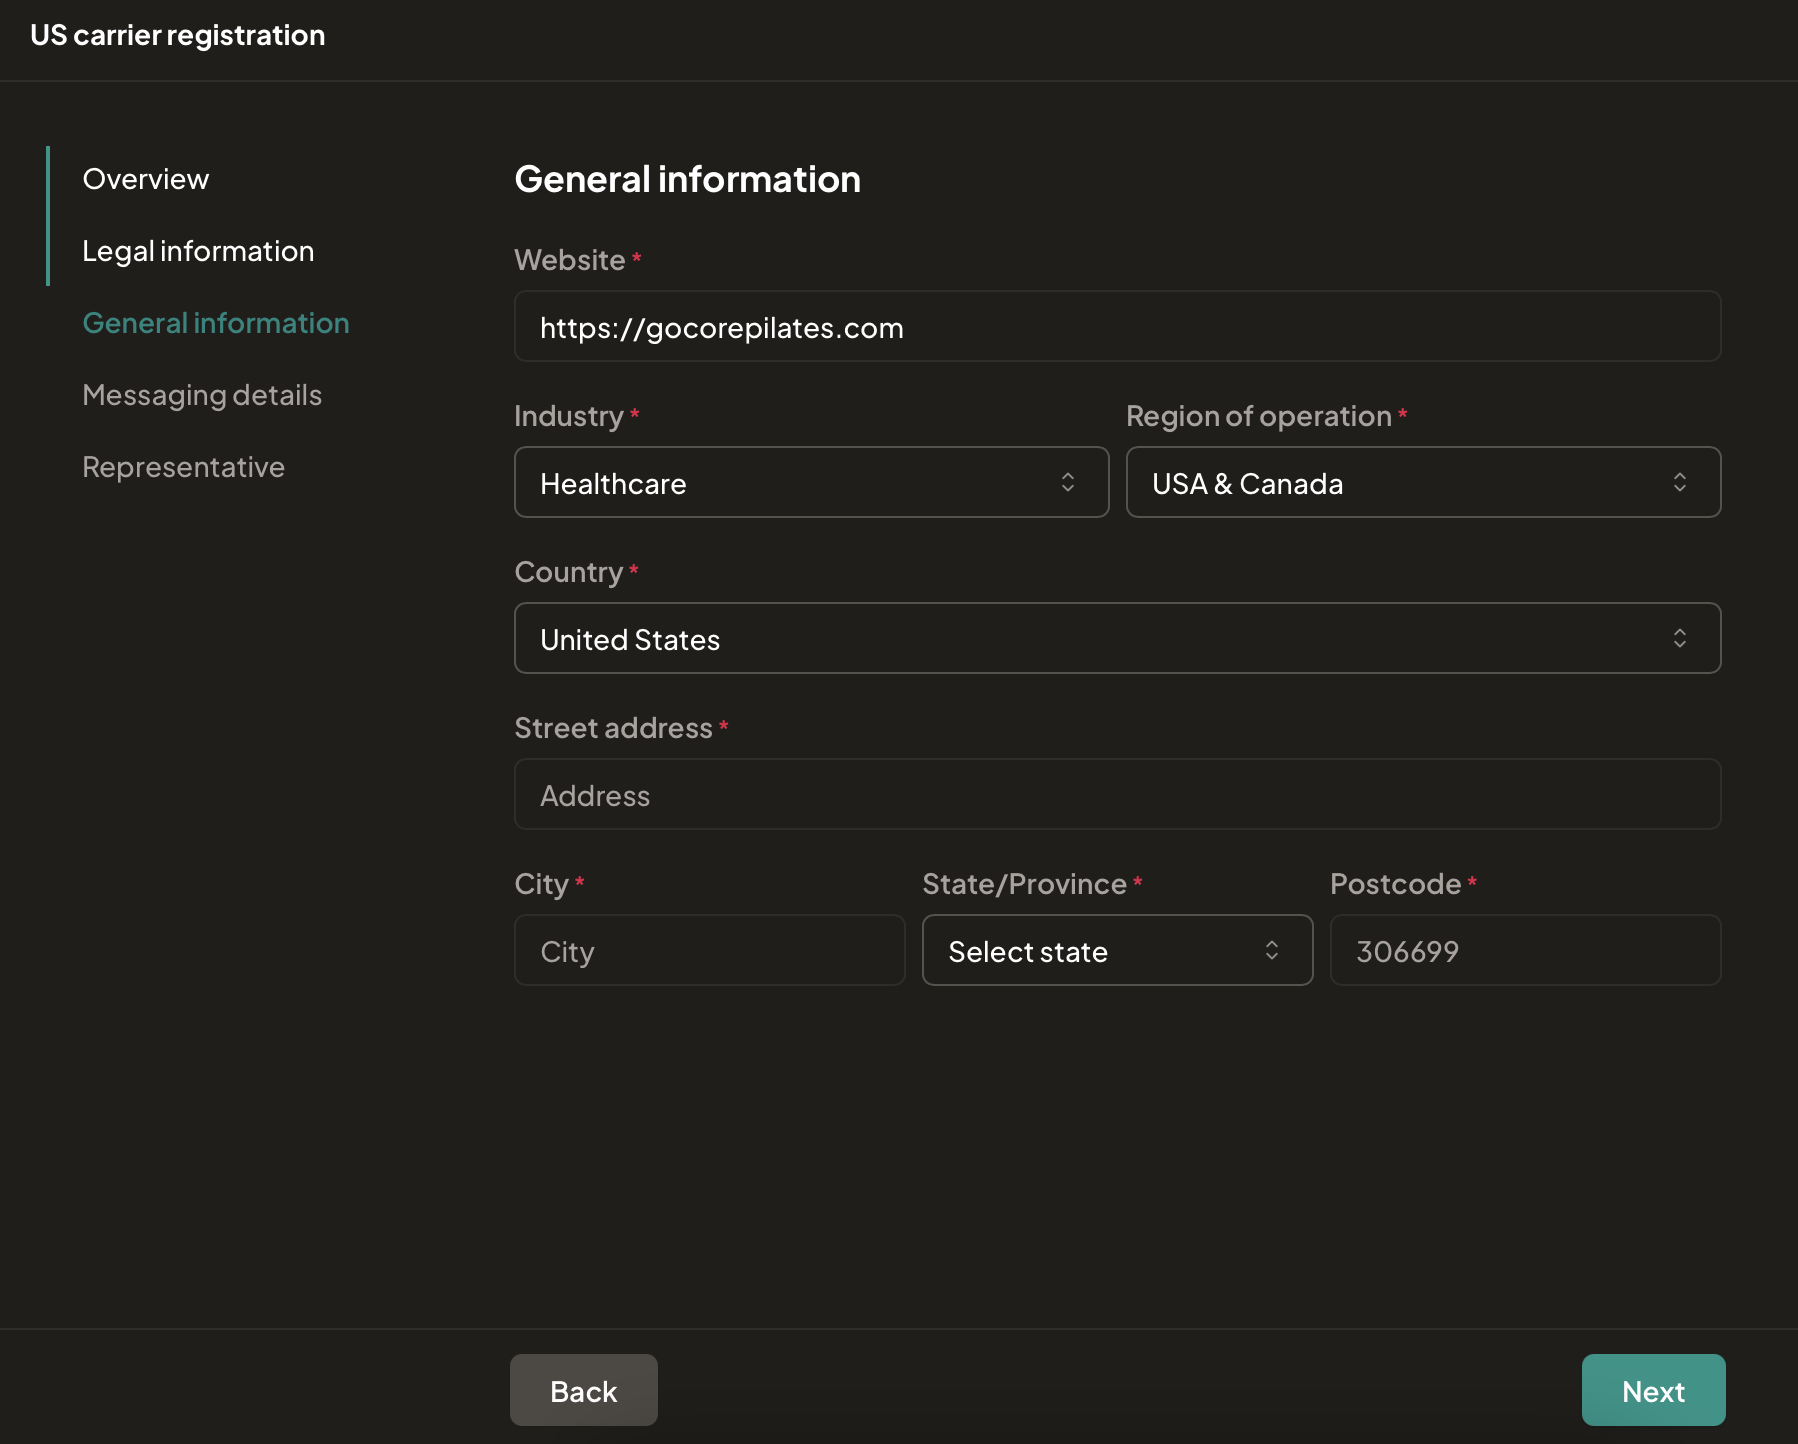 US carrier registration
Overview
Legal information
General information
Messaging details
Representative
General information
Website *
https://gocorepilates.com
Industry * Region of operation *
Healthcare USA & Canada
Country *
United States
Street address *
Address
City * State/Province * Postcode *
City Select state 306699
Back Next